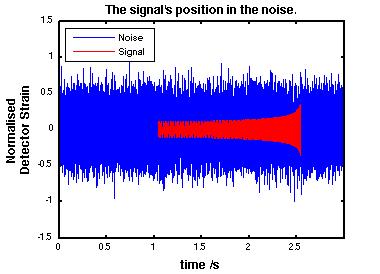 The signal's position in the noise.
Noise
Signal
1.5
1
0.5
0
-0.5
-1
-1.5
Normalised
Detector Strain
0 0.5 1 1.5 2 2.5
time /s